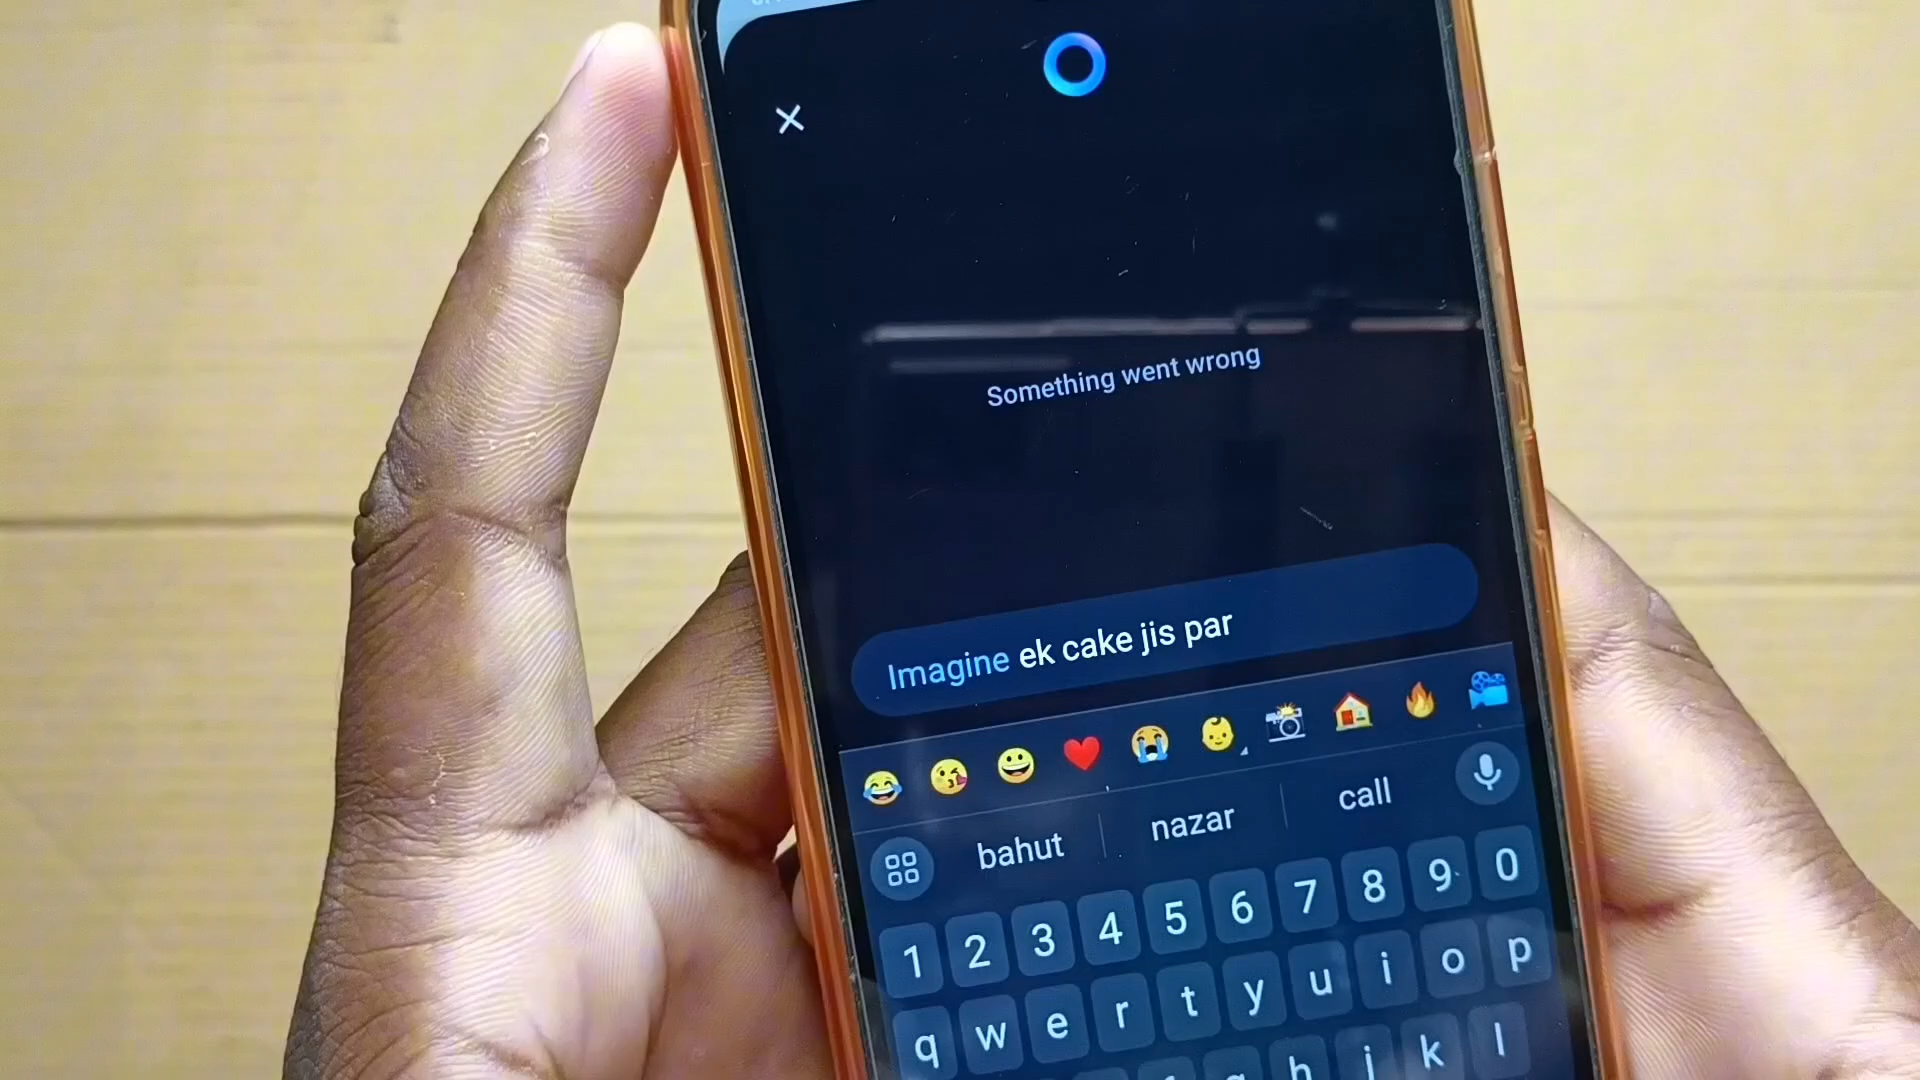 Something went wrong
Imagine ek cake jis par
bahut nazar call
1 2 3 4 5 6 7 8 9 0
q w e r t y u i o p
h j k l